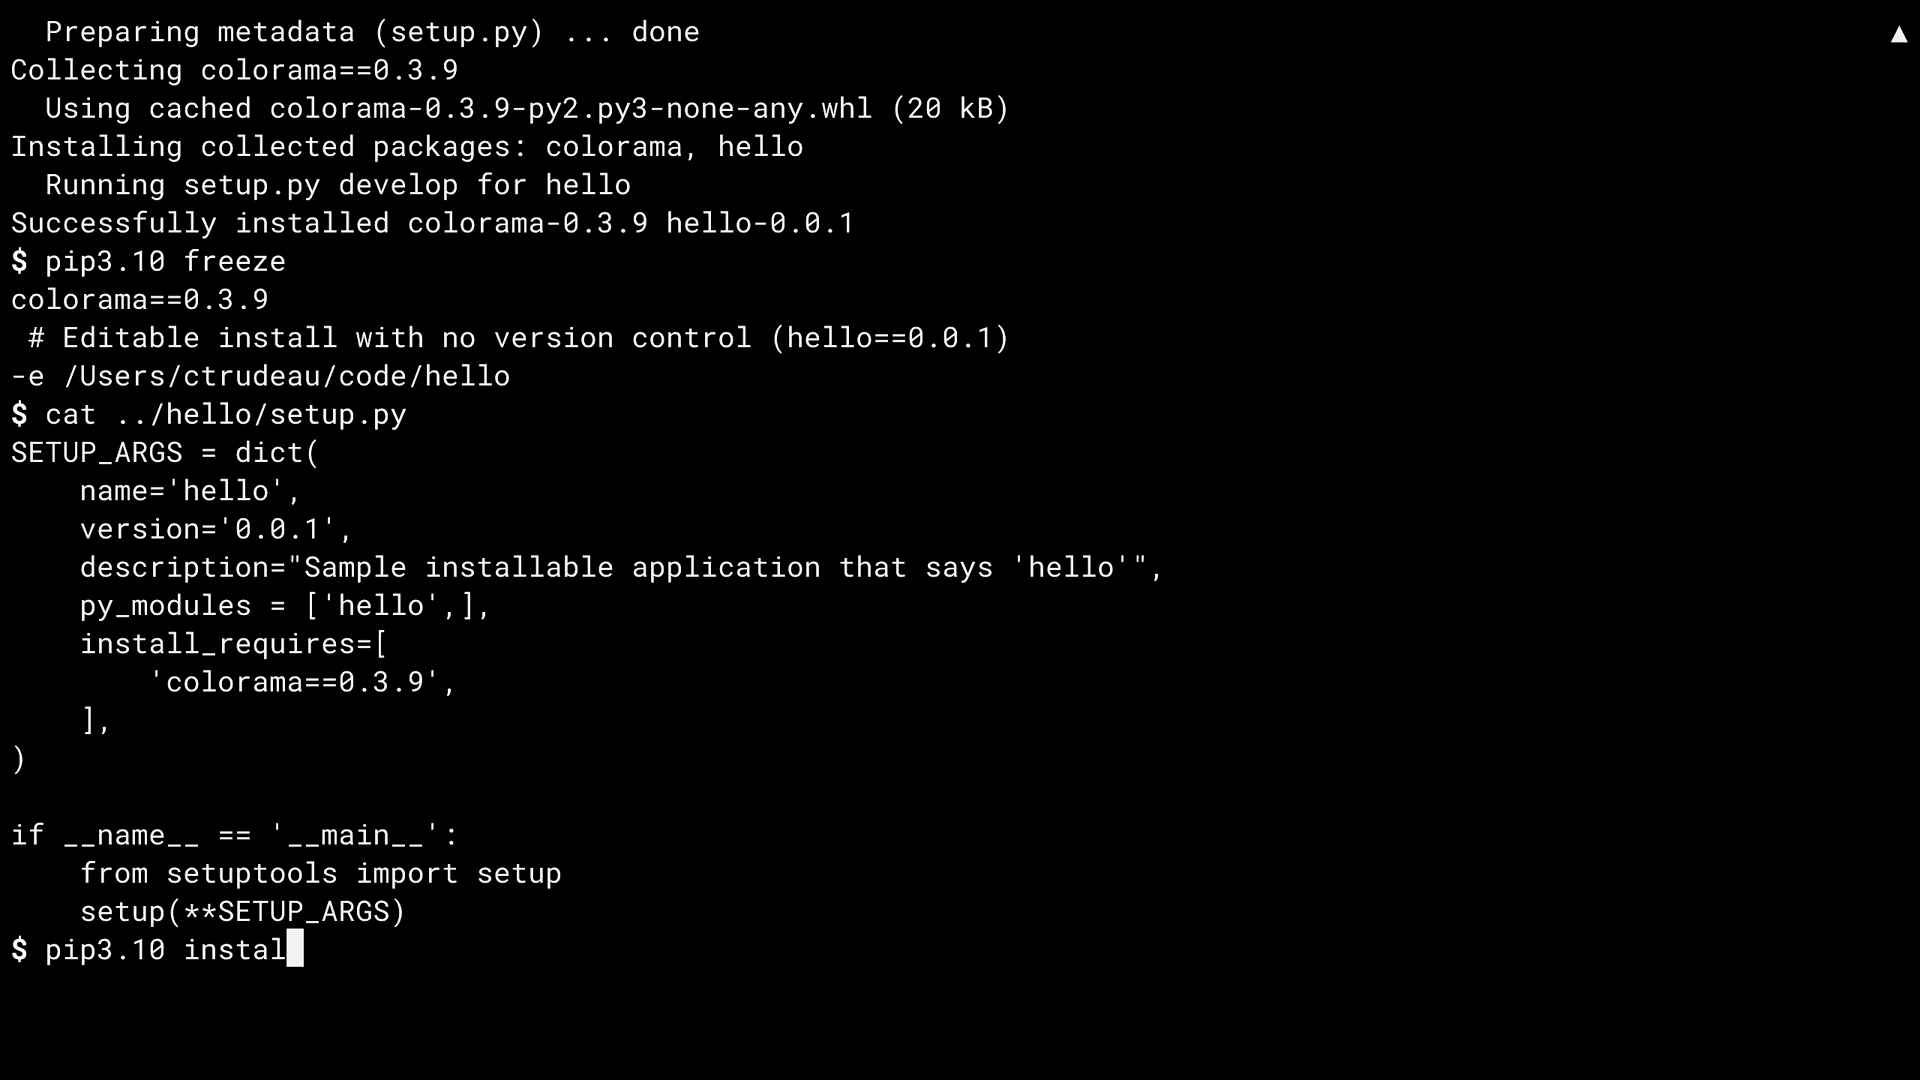 Preparing metadata (setup.py) ... done
Collecting colorama==0.3.9
  Using cached colorama-0.3.9-py2.py3-none-any.whl (20 kB)
Installing collected packages: colorama, hello
  Running setup.py develop for hello
Successfully installed colorama-0.3.9 hello-0.0.1
$ pip3.10 freeze
colorama==0.3.9
 # Editable install with no version control (hello==0.0.1)
-e /Users/ctrudeau/code/hello
$ cat ../hello/setup.py
SETUP_ARGS = dict(
    name='hello',
    version='0.0.1',
    description="Sample installable application that says 'hello'",
    py_modules = ['hello',],
    install_requires=[
        'colorama==0.3.9',
    ],
)

if __name__ == '__main__':
    from setuptools import setup
    setup(**SETUP_ARGS)
$ pip3.10 instal